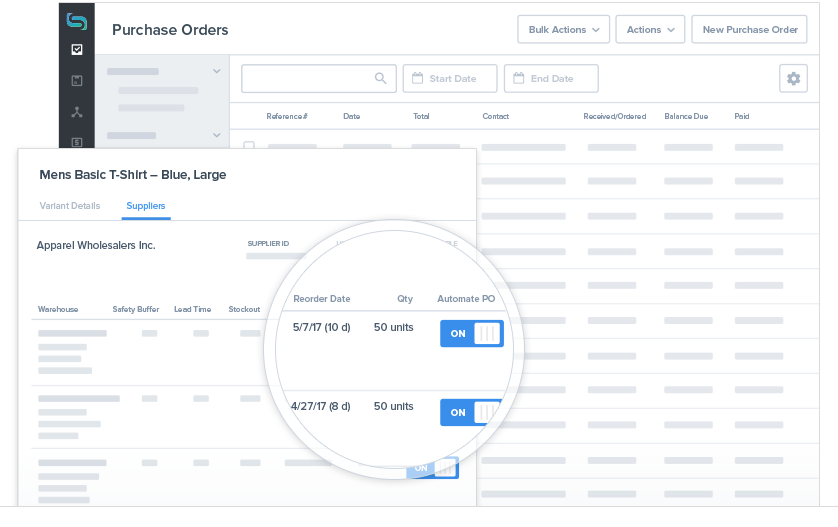 Purchase Orders
Bulk Actions
Actions
New Purchase Order
Start Date
End Date
Reference#
Date
Total
Contact
Received/Ordered
Balance Due
Paid
Mens Basic T-Shirt – Blue, Large
Variant Details
Suppliers
Apparel Wholesalers Inc.
SUPPLIER ID
Warehouse
Safety Buffer
Lead Time
Stockout
Reorder Date
Qty
Automate PO
5/7/17 (10 d)
50 units
ON
4/27/17 (8 d)
50 units
ON
ON